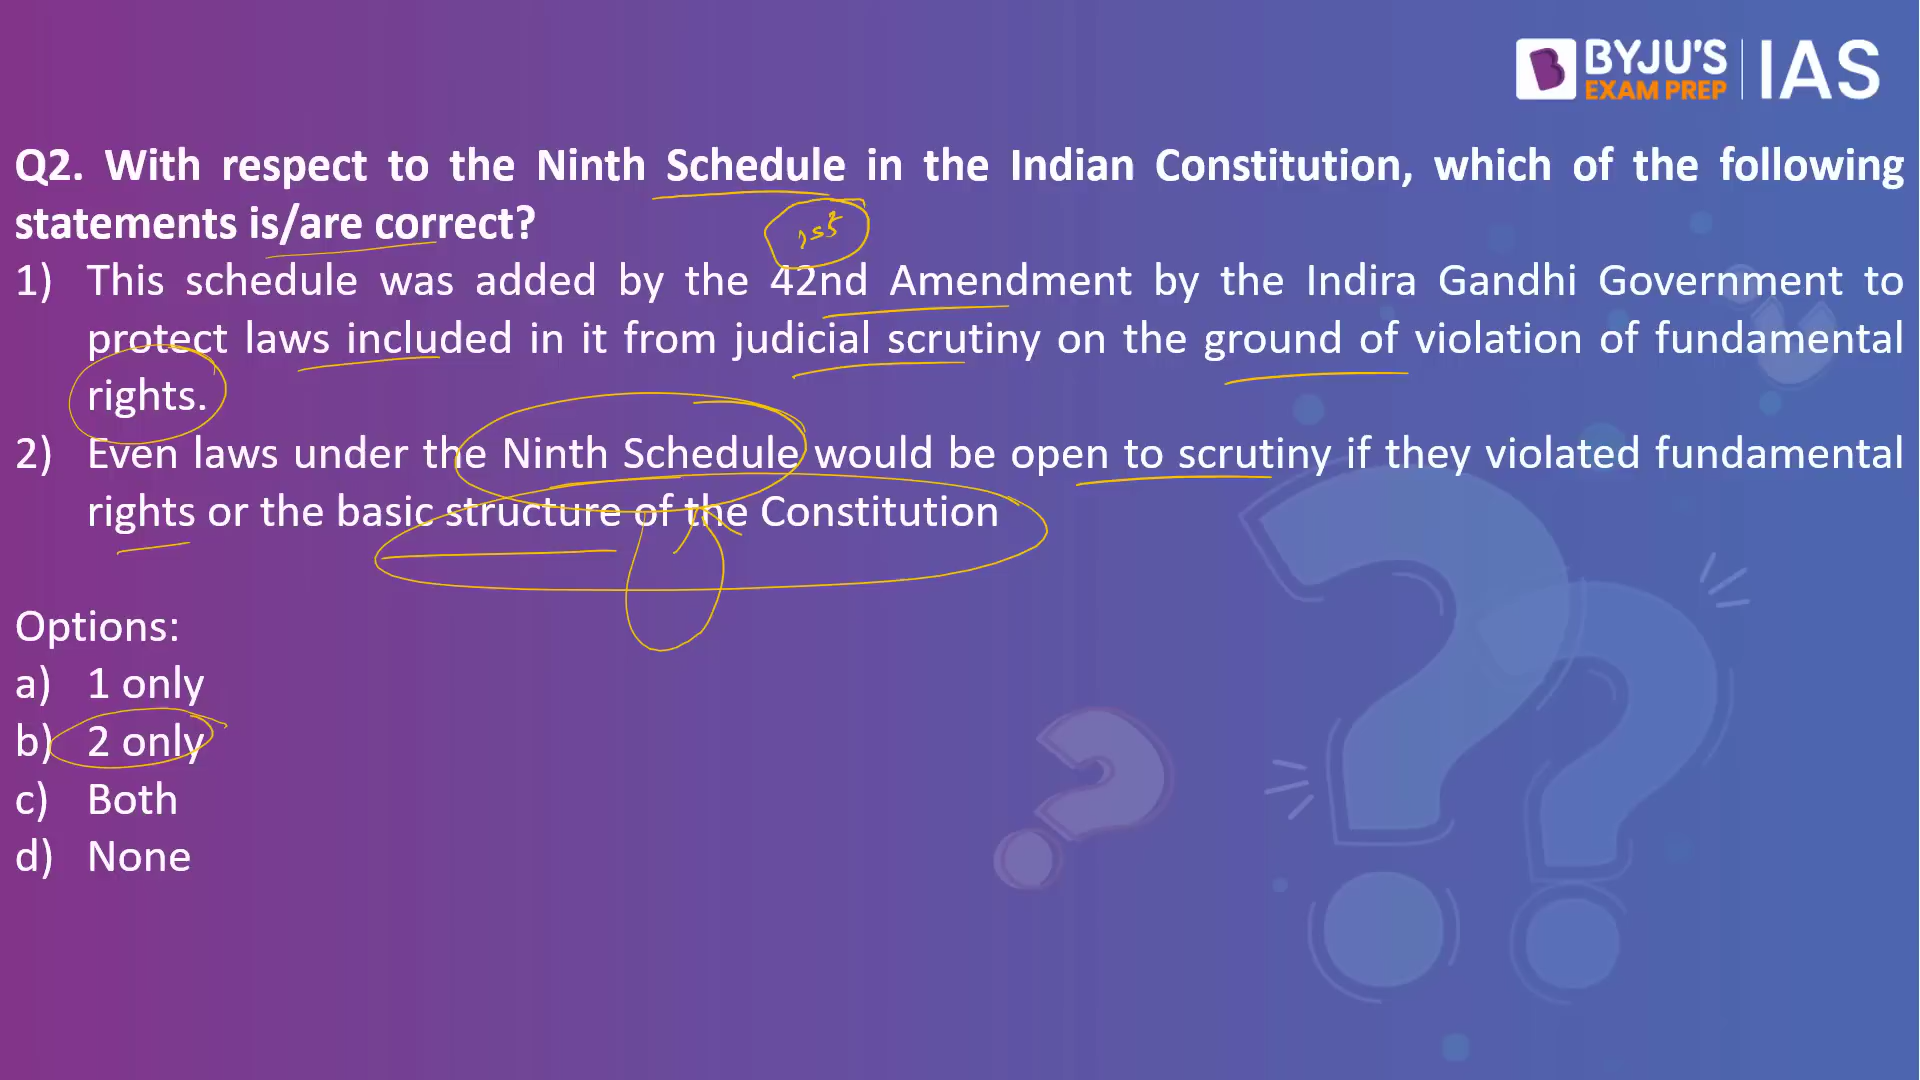 BYJU'S
EXAM PREP
IAS
Q2. With respect to the Ninth Schedule in the Indian Constitution, which of the following
statements is/are correct?
1st
1) This schedule was added by the 42nd Amendment by the Indira Gandhi Government to
protect laws included in it from judicial scrutiny on the ground of violation of fundamental
rights.
2) Even laws under the Ninth Schedule would be open to scrutiny if they violated fundamental
rights or the basic structure of the Constitution
Options:
a) 1 only
b) 2 only
c) Both
d) None